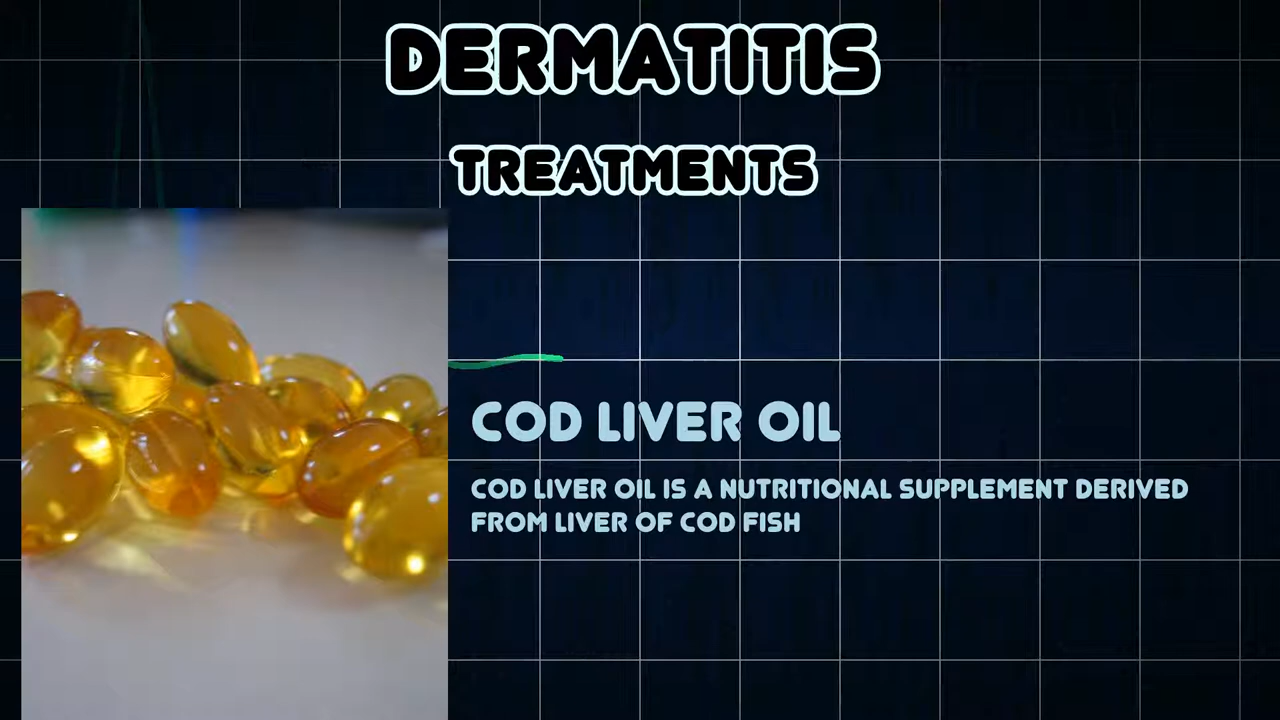 DERMATITIS
TREATMENTS
COD LIVER OIL
COD LIVER OIL IS A NUTRITIONAL SUPPLEMENT DERIVED
FROM LIVER OF COD FISH